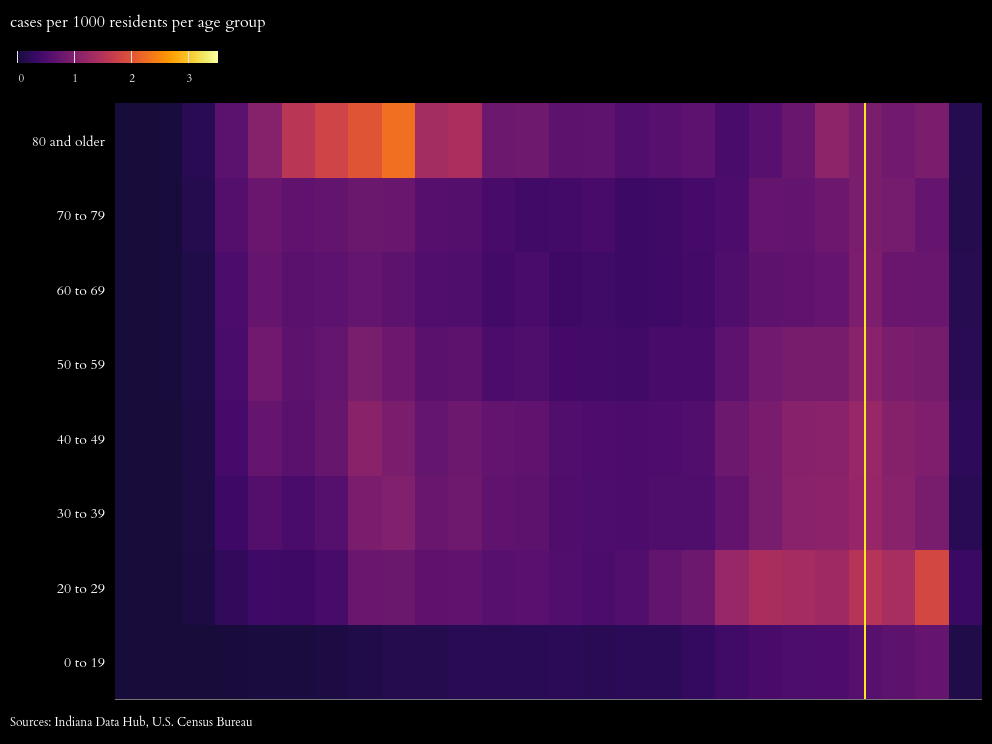 cases per 1000 residents per age group
0 1 2 3
80 and older
70 to 79
60 to 69
50 to 59
40 to 49
30 to 39
20 to 29
0 to 19
Sources: Indiana Data Hub, U.S. Census Bureau